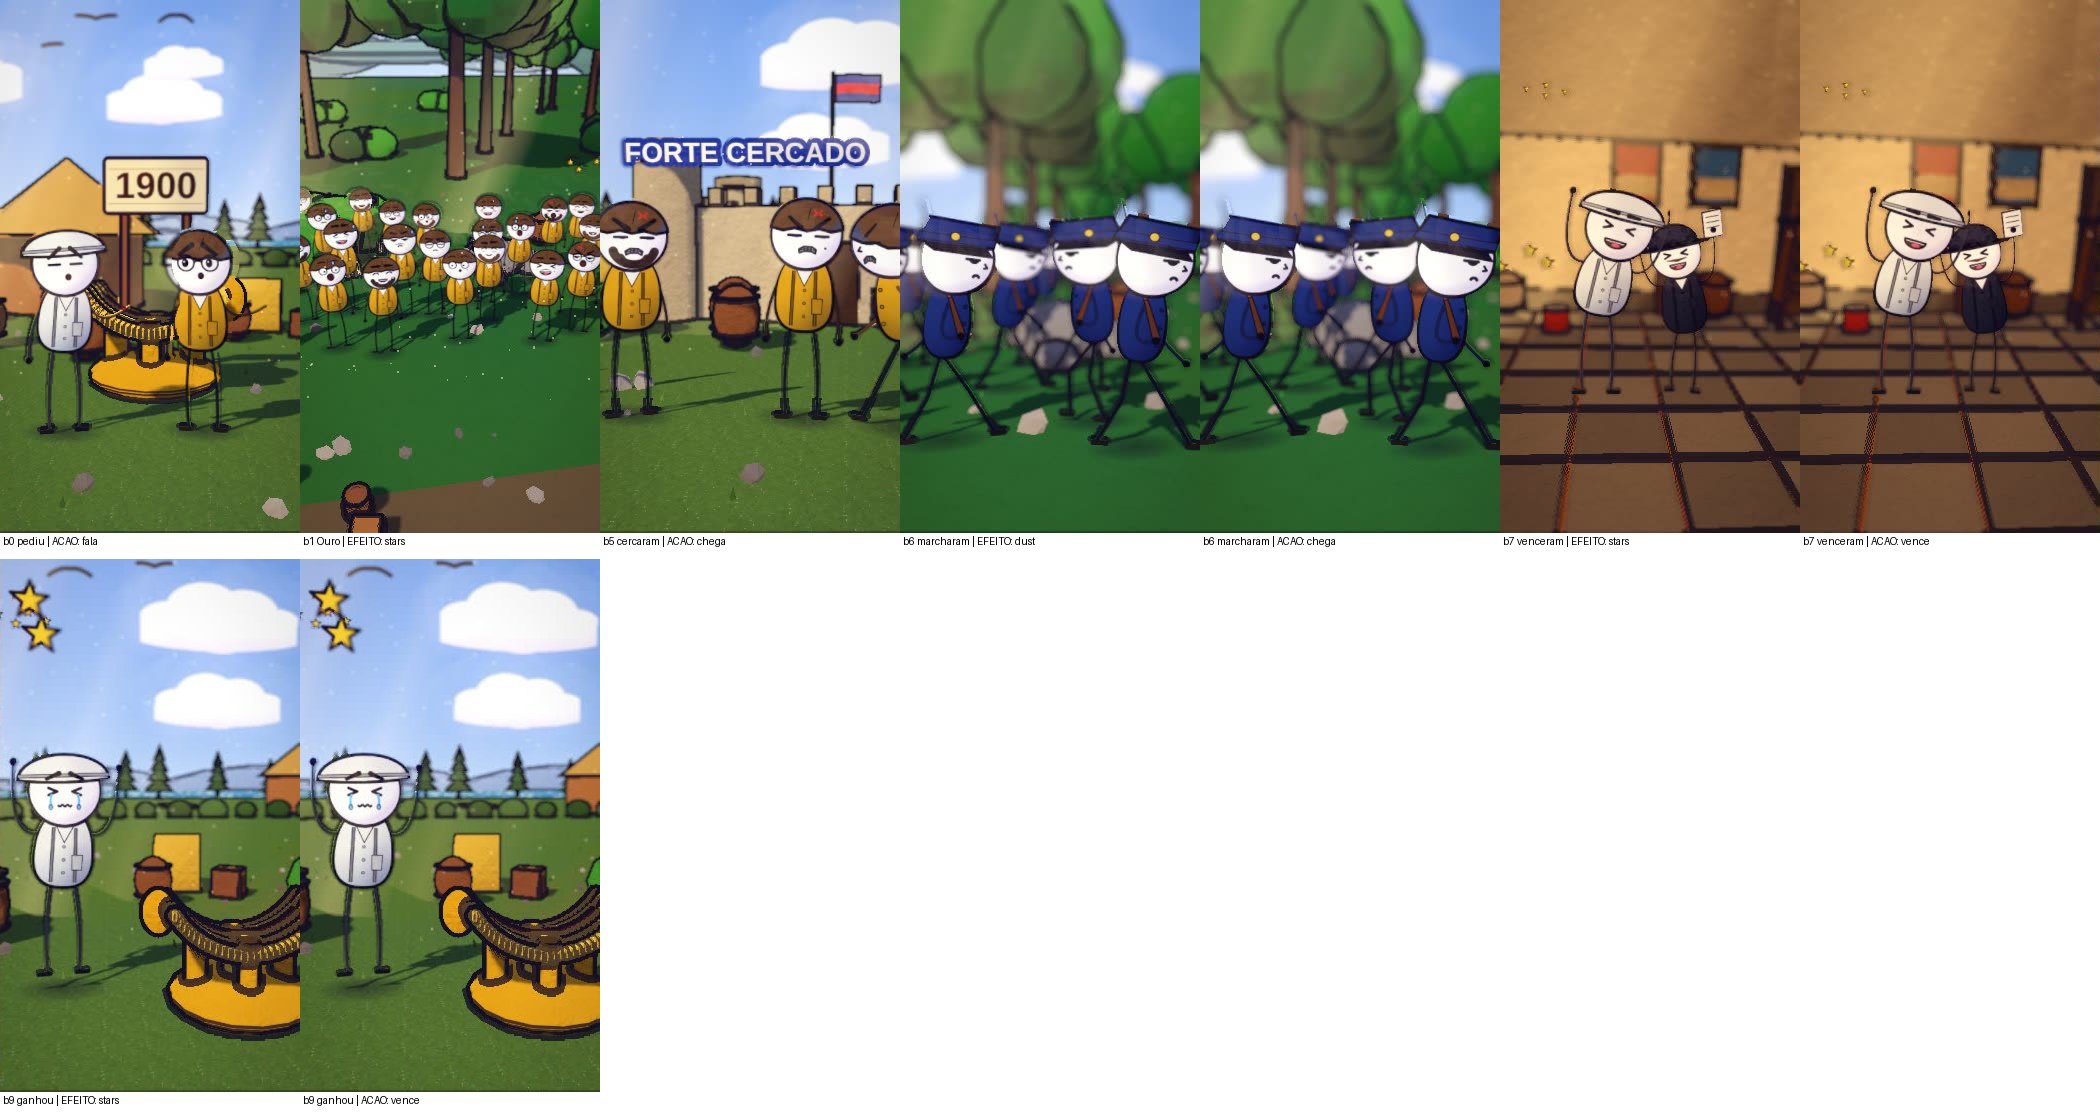 1900
FORTE CERCADO
b0 pediu | ACAO: fala
b1 Ouro | EFEITO: stars
b5 cercaram | ACAO: chega
b6 marcharam | EFEITO: dust
b6 marcharam | ACAO: chega
b7 venceram | EFEITO: stars
b7 venceram | ACAO: vence
b9 ganhou | EFEITO: stars
b9 ganhou | ACAO: vence